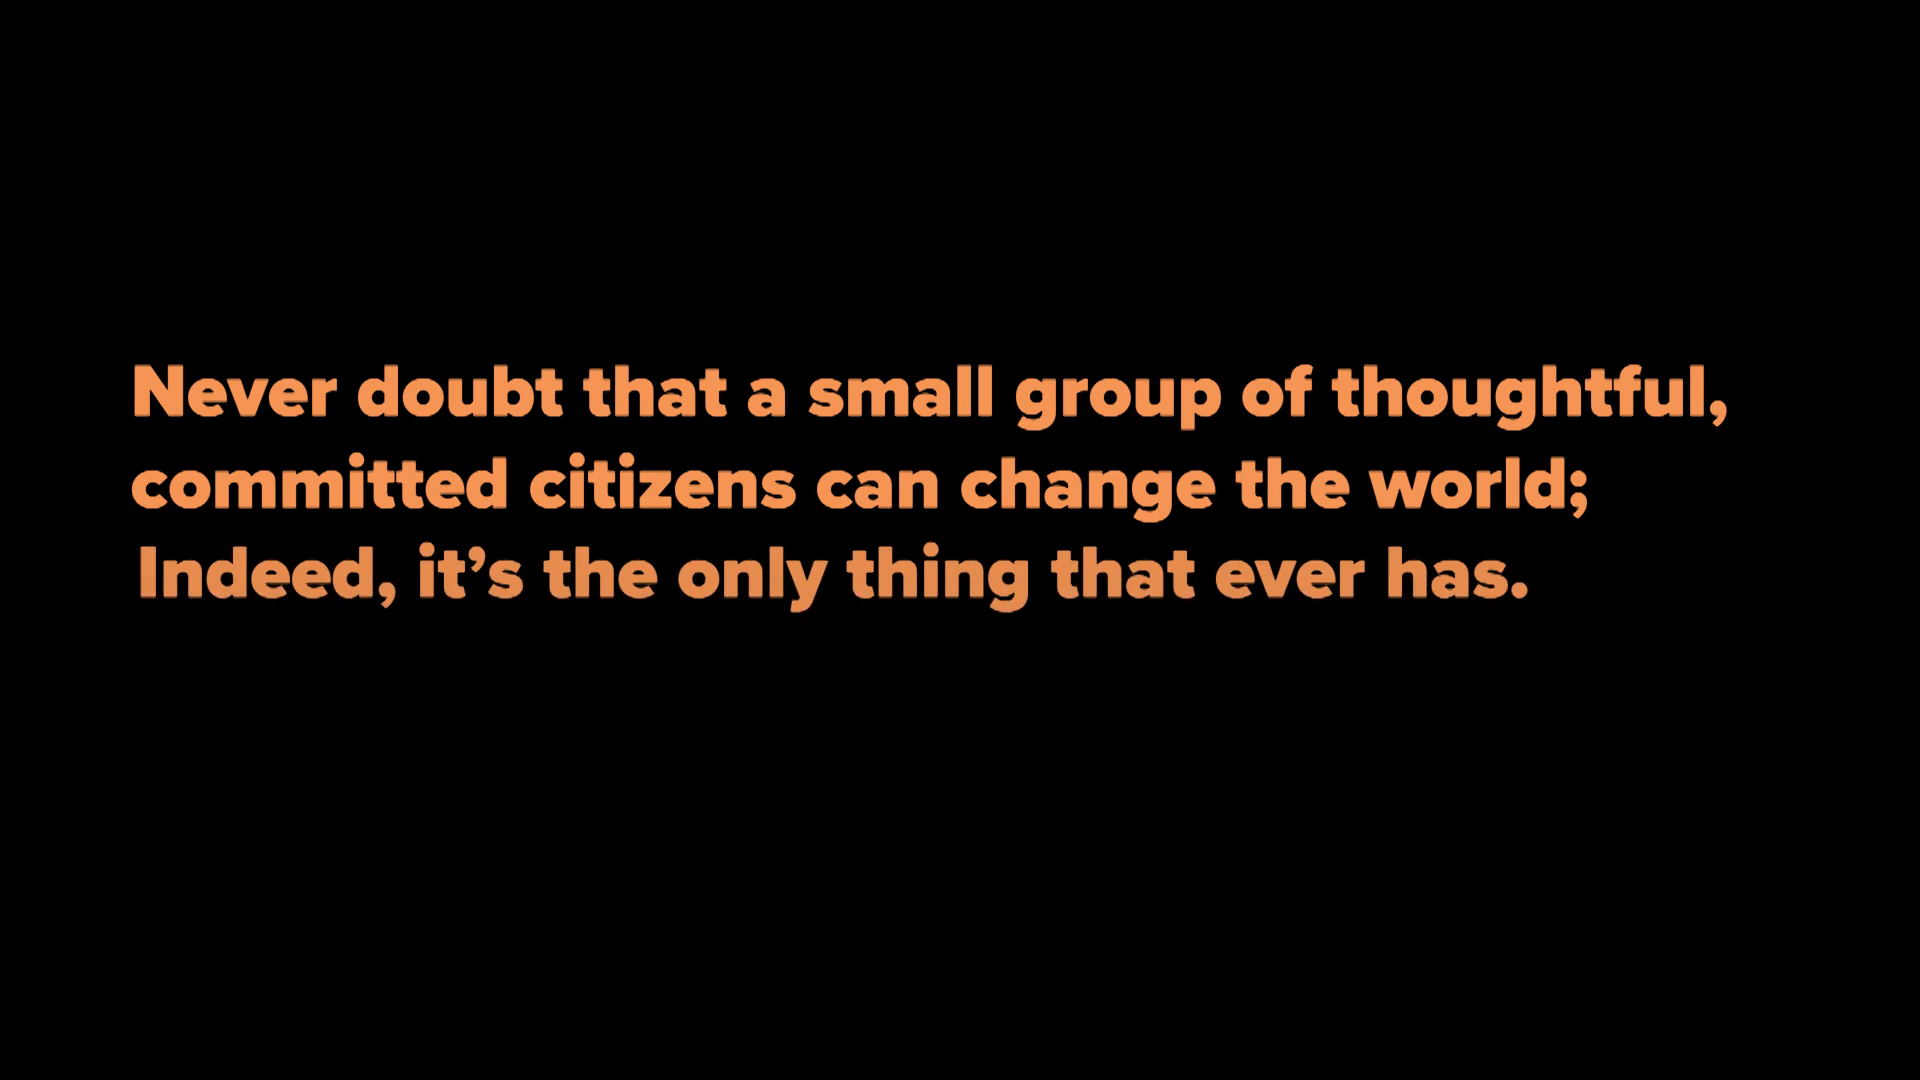 Never doubt that a small group of thoughtful,
committed citizens can change the world;
Indeed, it’s the only thing that ever has.